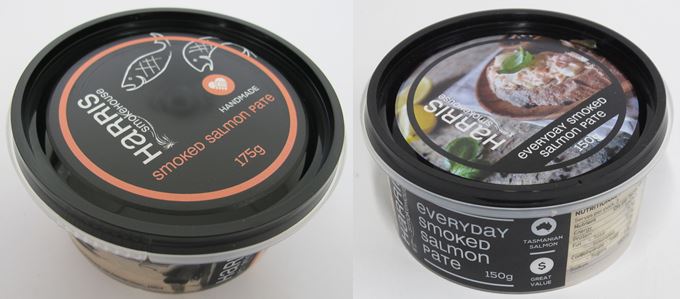 HARRIS
smokeHouse
HANDMADE
smoked salmon pate
175g
HARRIS
smokeHouse
everyday smoked
salmon pate
150g
everyday
smoked
salmon
pate
150g
TASMANIAN
SALMON
$
GREAT
VALUE
Energy